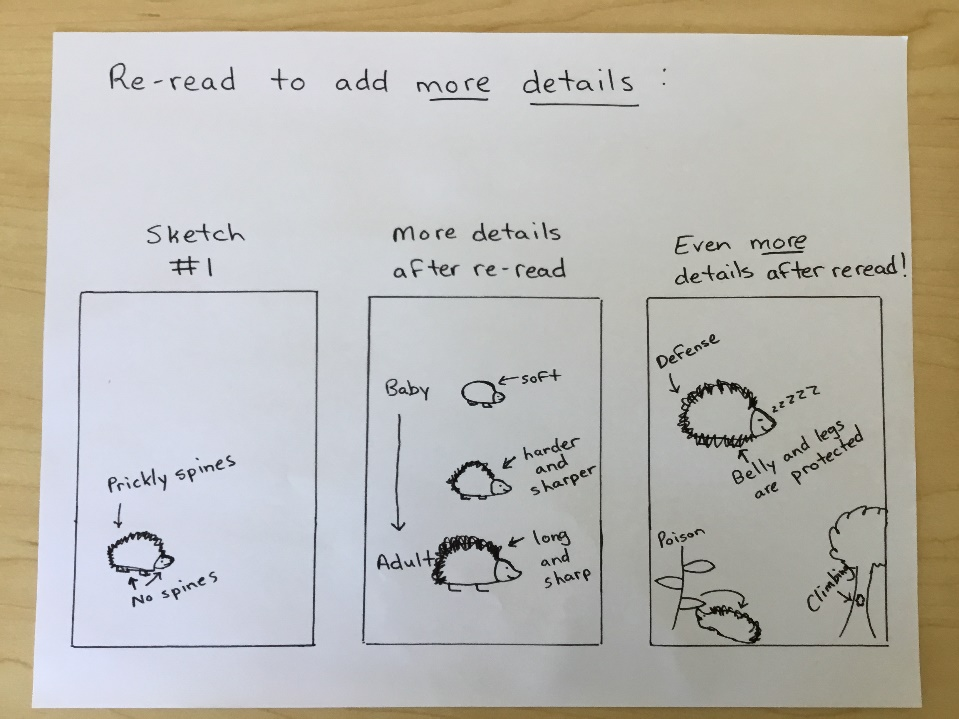 Re-read to add more details :
Sketch
#1
Prickly spines
No spines
more details
after re-read
Baby
soft
harder
and
sharper
Adult
long
and
sharp
Even more
details after reread!
Defense
zzzzz
Belly and legs
are protected
Poison
Climbing